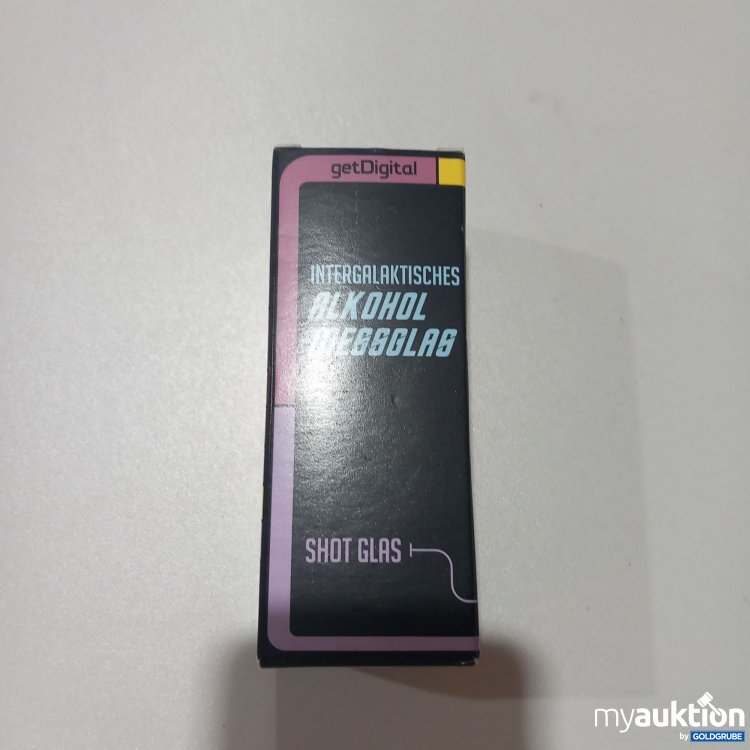 getDigital
INTERGALAKTISCHES
ALKOHOL
MESSGLAS
SHOT GLAS
myauktion
by GOLDGRUBE